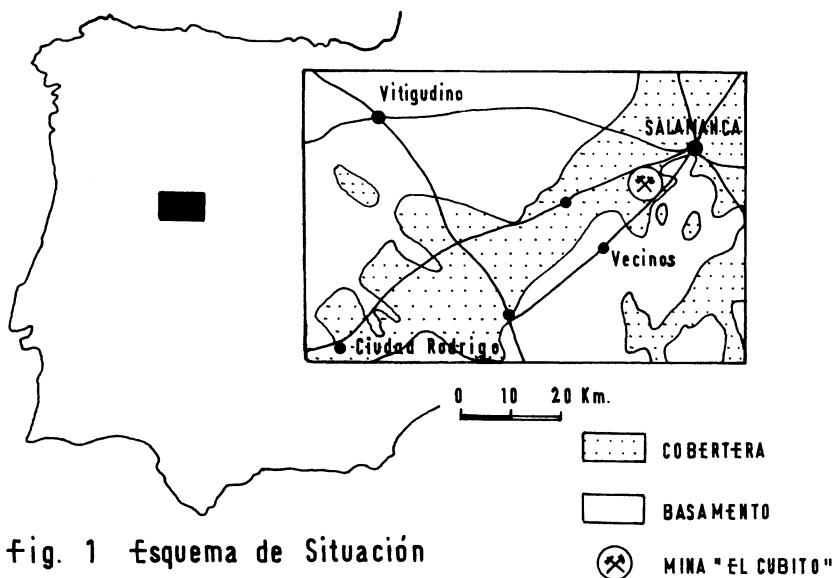 Vitigudino
SALAMANCA
Vecinos
Ciudad Rodrigo
0 10 20 Km.
COBERTERA
BASAMENTO
MINA "EL CUBITO"
Fig. 1 Esquema de Situación